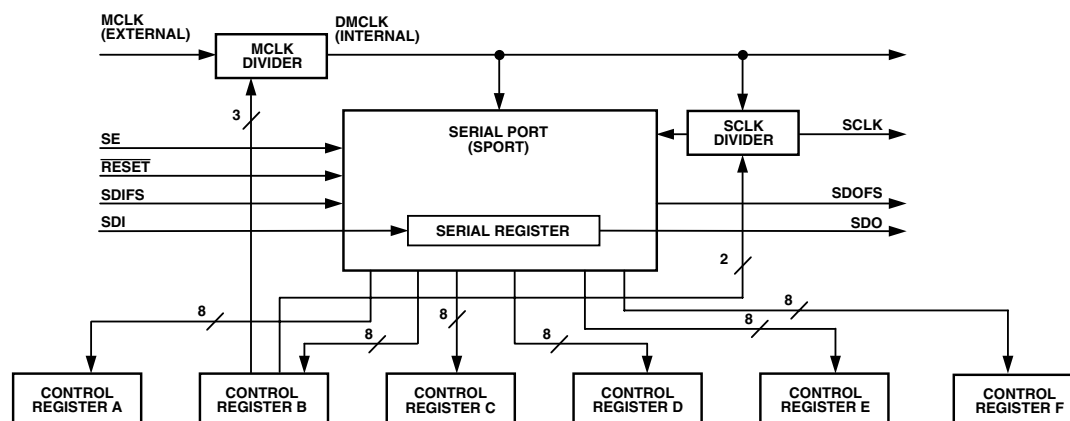 MCLK
(EXTERNAL)
DMCLK
(INTERNAL)
MCLK
DIVIDER
3
SE
RESET
SDIFS
SDI
SERIAL PORT
(SPORT)
SERIAL REGISTER
SCLK
DIVIDER
SCLK
SDOFS
SDO
2
8
8
8
8
8
8
CONTROL
REGISTER A
CONTROL
REGISTER B
CONTROL
REGISTER C
CONTROL
REGISTER D
CONTROL
REGISTER E
CONTROL
REGISTER F